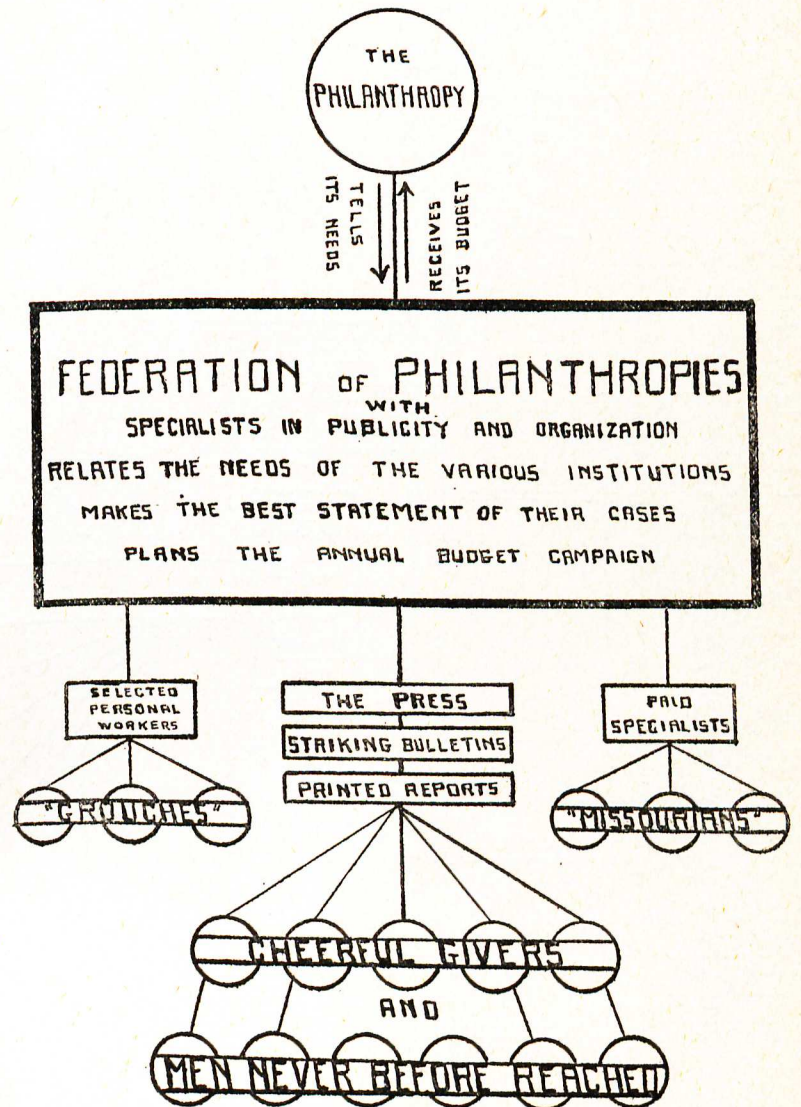 THE
PHILANTHROPY
TELLS
ITS NEEDS
RECEIVES
ITS BUDGET
FEDERATION OF PHILANTHROPIES
WITH
SPECIALISTS IN PUBLICITY AND ORGANIZATION
RELATES THE NEEDS OF THE VARIOUS INSTITUTIONS
MAKES THE BEST STATEMENT OF THEIR CASES
PLANS THE ANNUAL BUDGET CAMPAIGN
SELECTED
PERSONAL
WORKERS
"GROUCHES"
THE PRESS
STRIKING BULLETINS
PRINTED REPORTS
PAID
SPECIALISTS
"MISSOURIANS"
CHEERFUL GIVERS
AND
MEN NEVER BEFORE REACHED